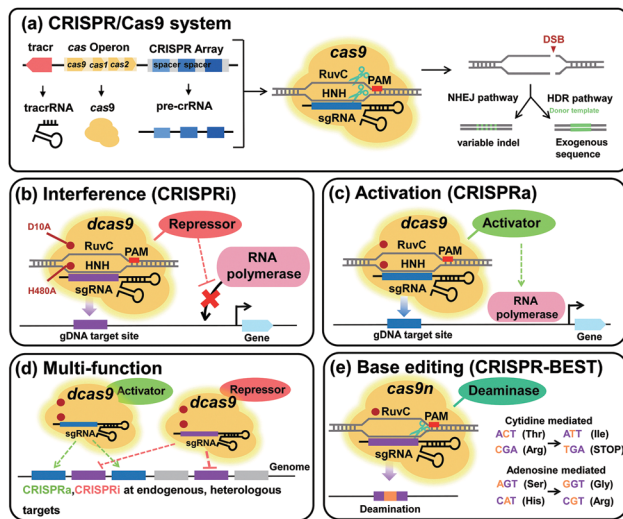 (a) CRISPR/Cas9 system
tracr
cas Operon
CRISPR Array
cas9 cas1 cas2
spacer spacer
tracrRNA
cas9
pre-crRNA
cas9
RuvC
PAM
HNH
sgRNA
DSB
NHEJ pathway
HDR pathway
Donor template
variable indel
Exogenous
sequence
(b) Interference (CRISPRi)
dcas9
Repressor
D10A
RuvC
PAM
HNH
H480A
sgRNA
RNA
polymerase
gDNA target site
Gene
(c) Activation (CRISPRa)
dcas9
Activator
RuvC
PAM
HNH
sgRNA
RNA
polymerase
gDNA target site
Gene
(d) Multi-function
dcas9
Activator
sgRNA
dcas9
Repressor
sgRNA
Genome
CRISPRa,CRISPRi at endogenous, heterologous
targets
(e) Base editing (CRISPR-BEST)
cas9n
Deaminase
RuvC
PAM
sgRNA
Deamination
Cytidine mediated
ACT (Thr) ATT (Ile)
CGA (Arg) TGA (STOP)
Adenosine mediated
AGT (Ser) GGT (Gly)
CAT (His) CGT (Arg)